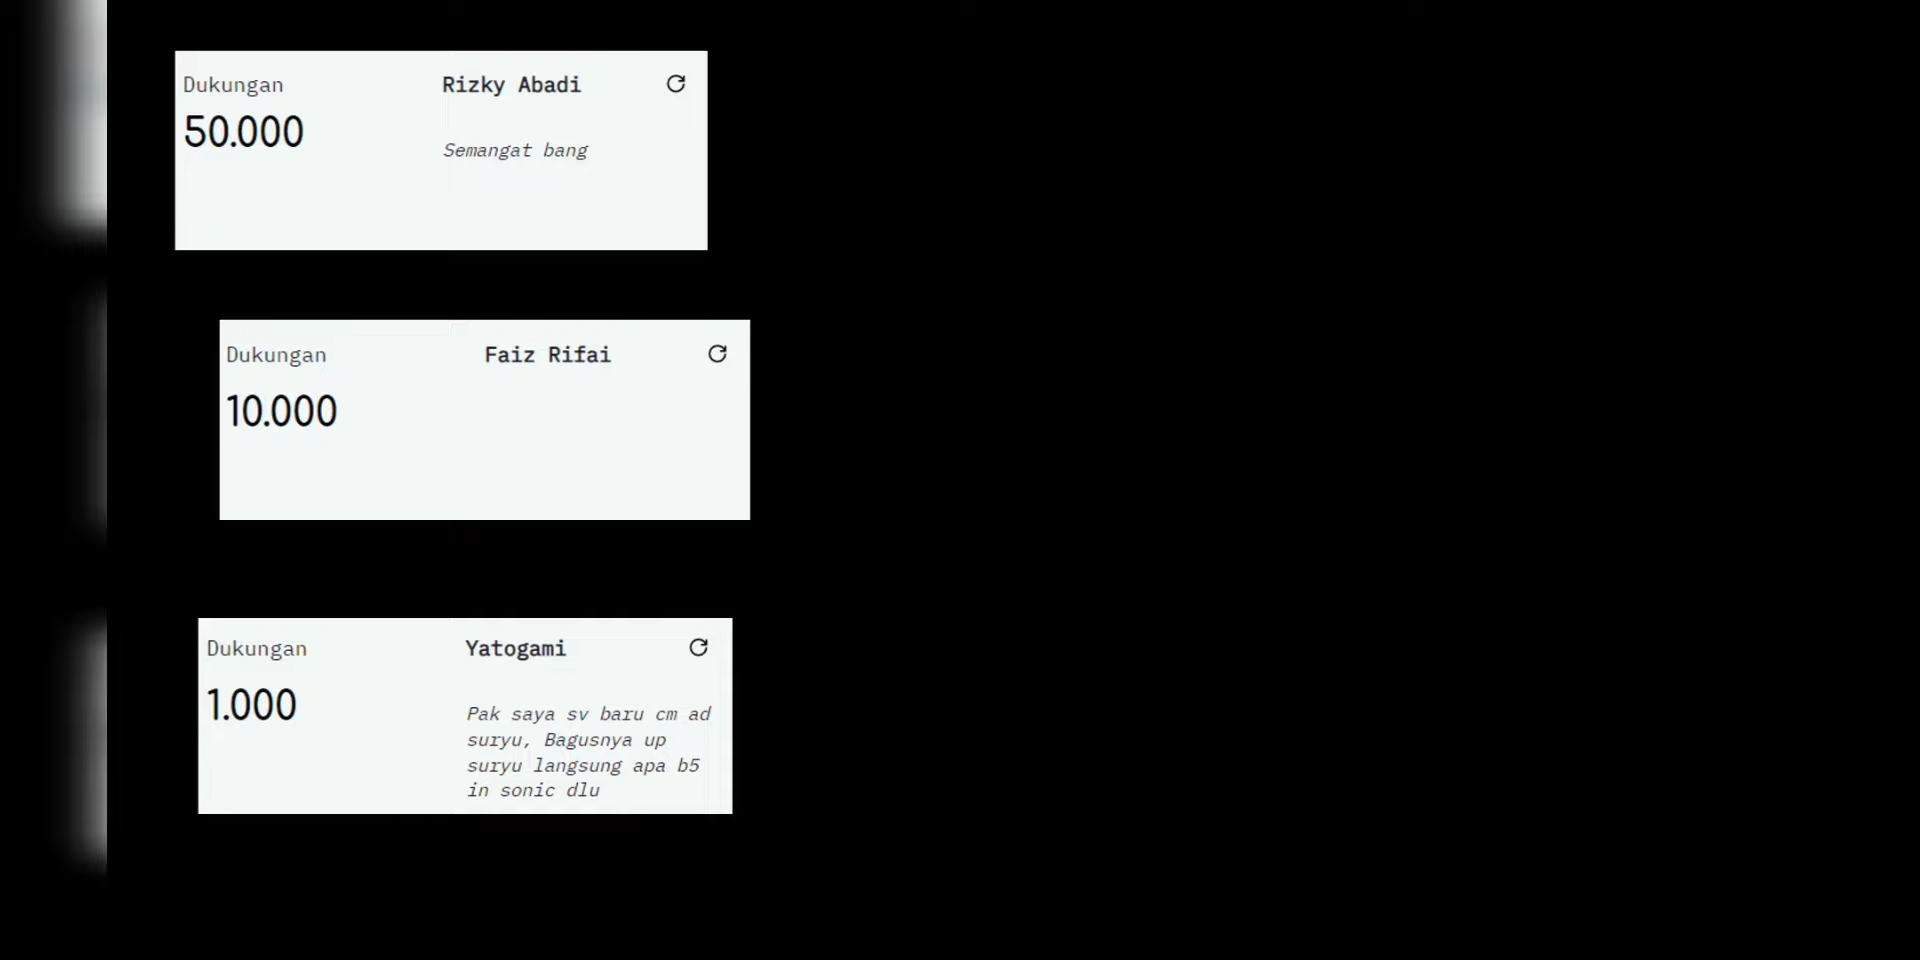 Dukungan Rizky Abadi
50.000
Semangat bang
Dukungan Faiz Rifai
10.000
Dukungan Yatogami
1.000
Pak saya sv baru cm ad
suryu, Bagusnya up
suryu langsung apa b5
in sonic dlu